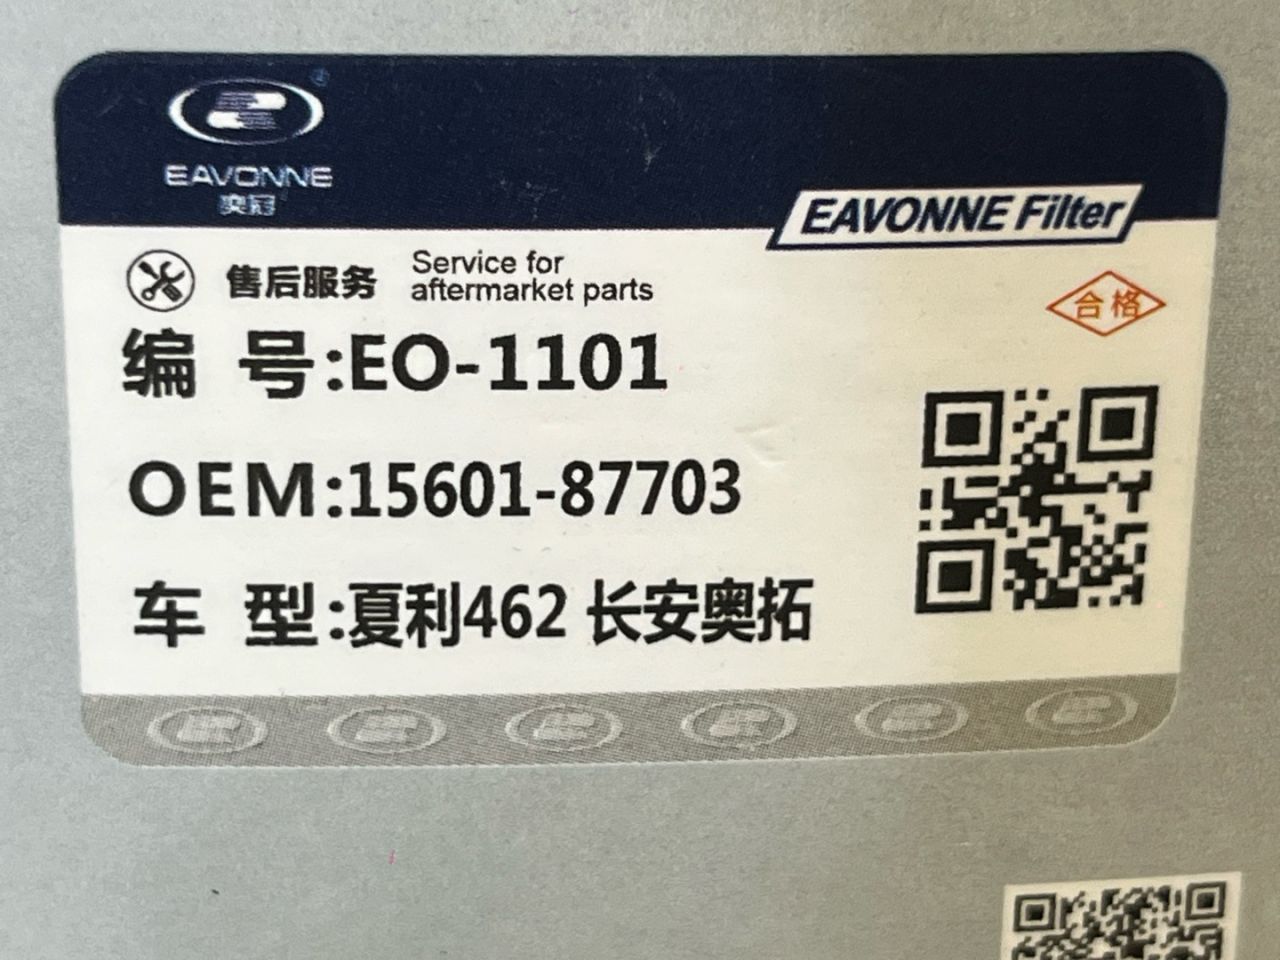 EAVONNE
奕冠
EAVONNE Filter
售后服务 Service for aftermarket parts
合格
编 号:EO-1101
OEM:15601-87703
车 型:夏利462 长安奥拓